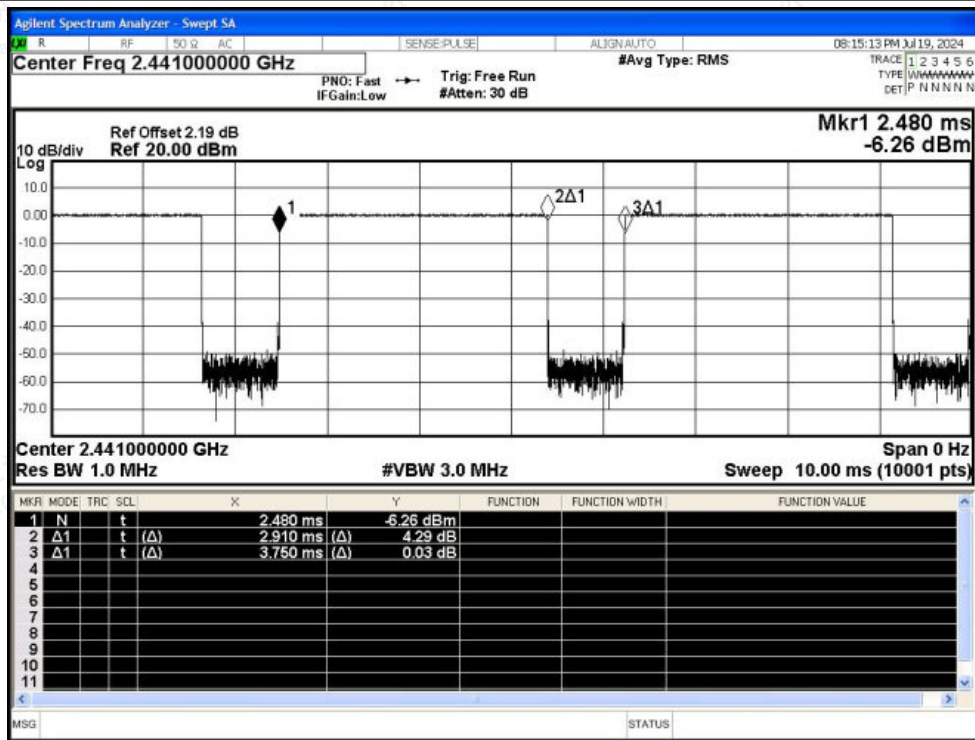 Agilent Spectrum Analyzer - Swept SA
LXI R RF 50 Ω AC SENSE:PULSE ALIGNAUTO 08:15:13 PM Jul 19, 2024
Center Freq 2.441000000 GHz #Avg Type: RMS TRACE 1 2 3 4 5 6
PNO: Fast Trig: Free Run TYPE WWWWWW
IFGain:Low #Atten: 30 dB DET P N N N N N
Mkr1 2.480 ms
Ref Offset 2.19 dB
10 dB/div Ref 20.00 dBm -6.26 dBm
Log
10.0
0.00
-10.0
-20.0
-30.0
-40.0
-50.0
-60.0
-70.0
1
2Δ1
3Δ1
Center 2.441000000 GHz Span 0 Hz
Res BW 1.0 MHz #VBW 3.0 MHz Sweep 10.00 ms (10001 pts)
MKR MODE TRC SCL X Y FUNCTION FUNCTION WIDTH FUNCTION VALUE
1 N t 2.480 ms -6.26 dBm
2 Δ1 t (Δ) 2.910 ms (Δ) 4.29 dB
3 Δ1 t (Δ) 3.750 ms (Δ) 0.03 dB
4
5
6
7
8
9
10
11
MSG STATUS